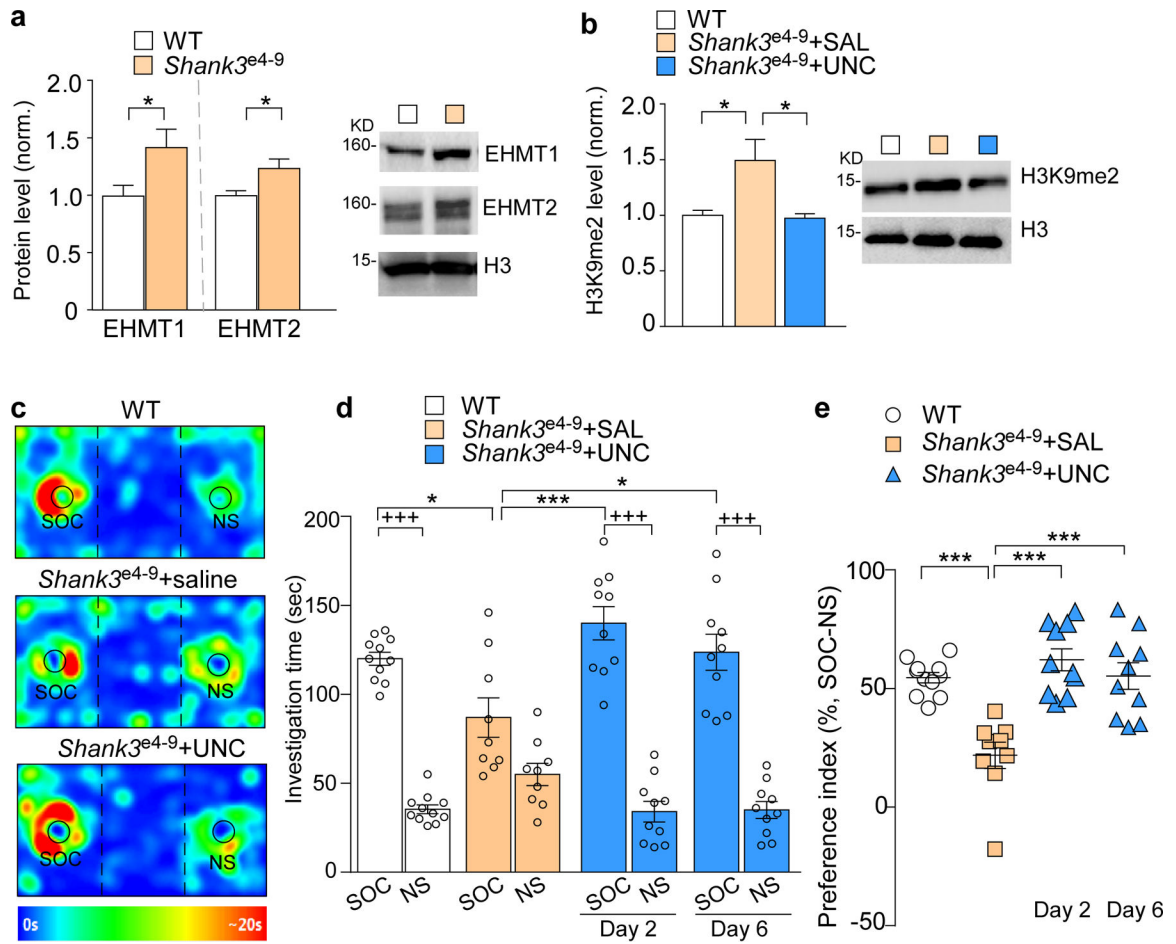 a
WT
Shank3e4-9
Protein level (norm.)
2.0
1.5
1.0
0.5
0
*
*
EHMT1
EHMT2
KD
160-
EHMT1
160-
EHMT2
15-
H3
b
WT
Shank3e4-9+SAL
Shank3e4-9+UNC
H3K9me2 level (norm.)
2.0
1.5
1.0
0.5
0
*
*
KD
15-
H3K9me2
15-
H3
c
WT
SOC
NS
Shank3e4-9+saline
SOC
NS
Shank3e4-9+UNC
SOC
NS
0s
~20s
d
WT
Shank3e4-9+SAL
Shank3e4-9+UNC
Investigation time (sec)
200
150
100
50
0
*
*
***
+++
+++
+++
SOC NS
SOC NS
SOC NS
SOC NS
Day 2
Day 6
e
WT
Shank3e4-9+SAL
Shank3e4-9+UNC
Preference index (%, SOC-NS)
100
50
0
-50
***
***
***
Day 2
Day 6